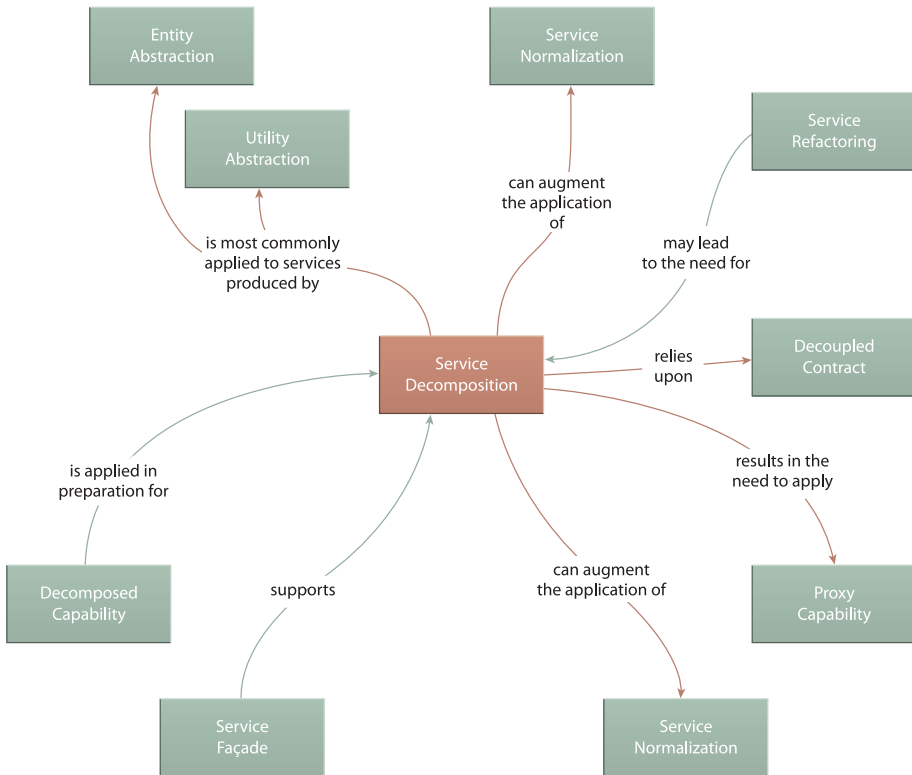 Entity
Abstraction
Service
Normalization
Utility
Abstraction
Service
Refactoring
can augment
the application
of
is most commonly
applied to services
produced by
may lead
to the need for
Service
Decomposition
relies
upon
Decoupled
Contract
is applied in
preparation for
results in the
need to apply
Decomposed
Capability
supports
can augment
the application of
Proxy
Capability
Service
Façade
Service
Normalization